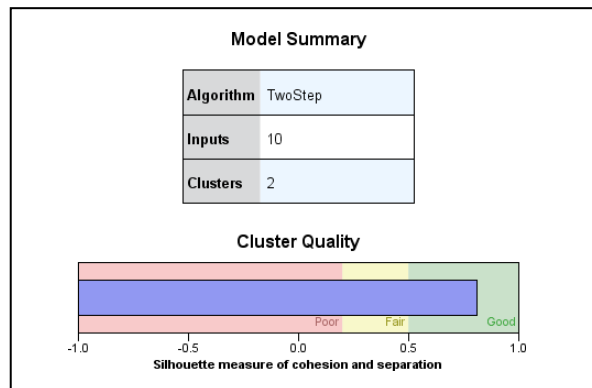 Model Summary
Algorithm TwoStep
Inputs 10
Clusters 2
Cluster Quality
Poor Fair Good
-1.0 -0.5 0.0 0.5 1.0
Silhouette measure of cohesion and separation